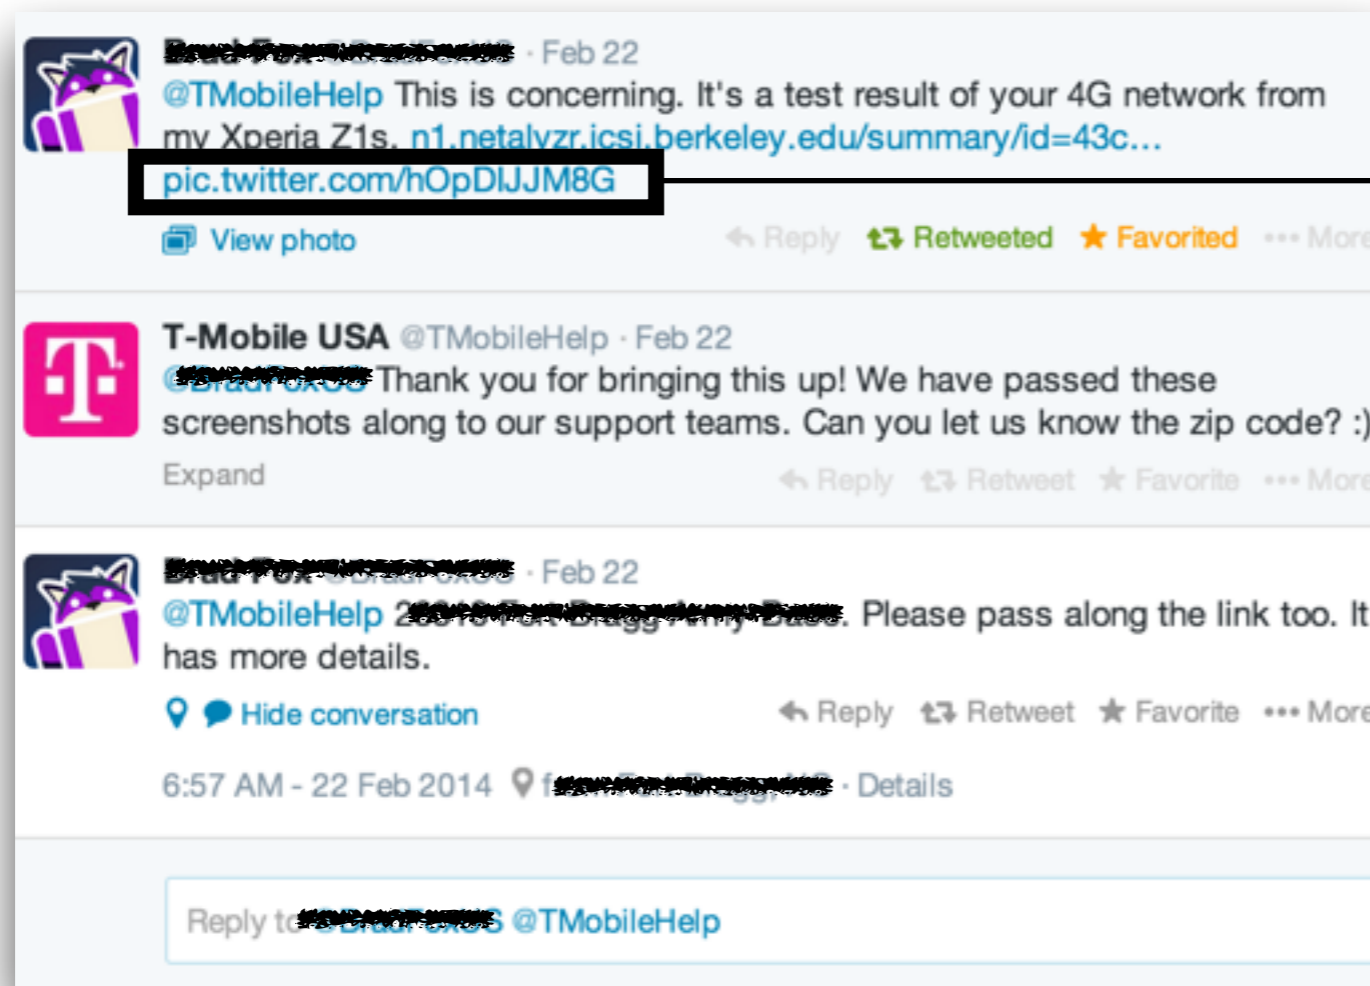 · Feb 22
@TMobileHelp This is concerning. It's a test result of your 4G network from
my Xperia Z1s. n1.netalyzr.icsi.berkeley.edu/summary/id=43c...
pic.twitter.com/hOpDIJJM8G
View photo Reply Retweeted Favorited ••• More
T
T-Mobile USA @TMobileHelp · Feb 22
Thank you for bringing this up! We have passed these
screenshots along to our support teams. Can you let us know the zip code? :)
Expand Reply Retweet Favorite ••• More
· Feb 22
@TMobileHelp . Please pass along the link too. It
has more details.
Hide conversation Reply Retweet Favorite ••• More
6:57 AM - 22 Feb 2014 · Details
Reply to @TMobileHelp